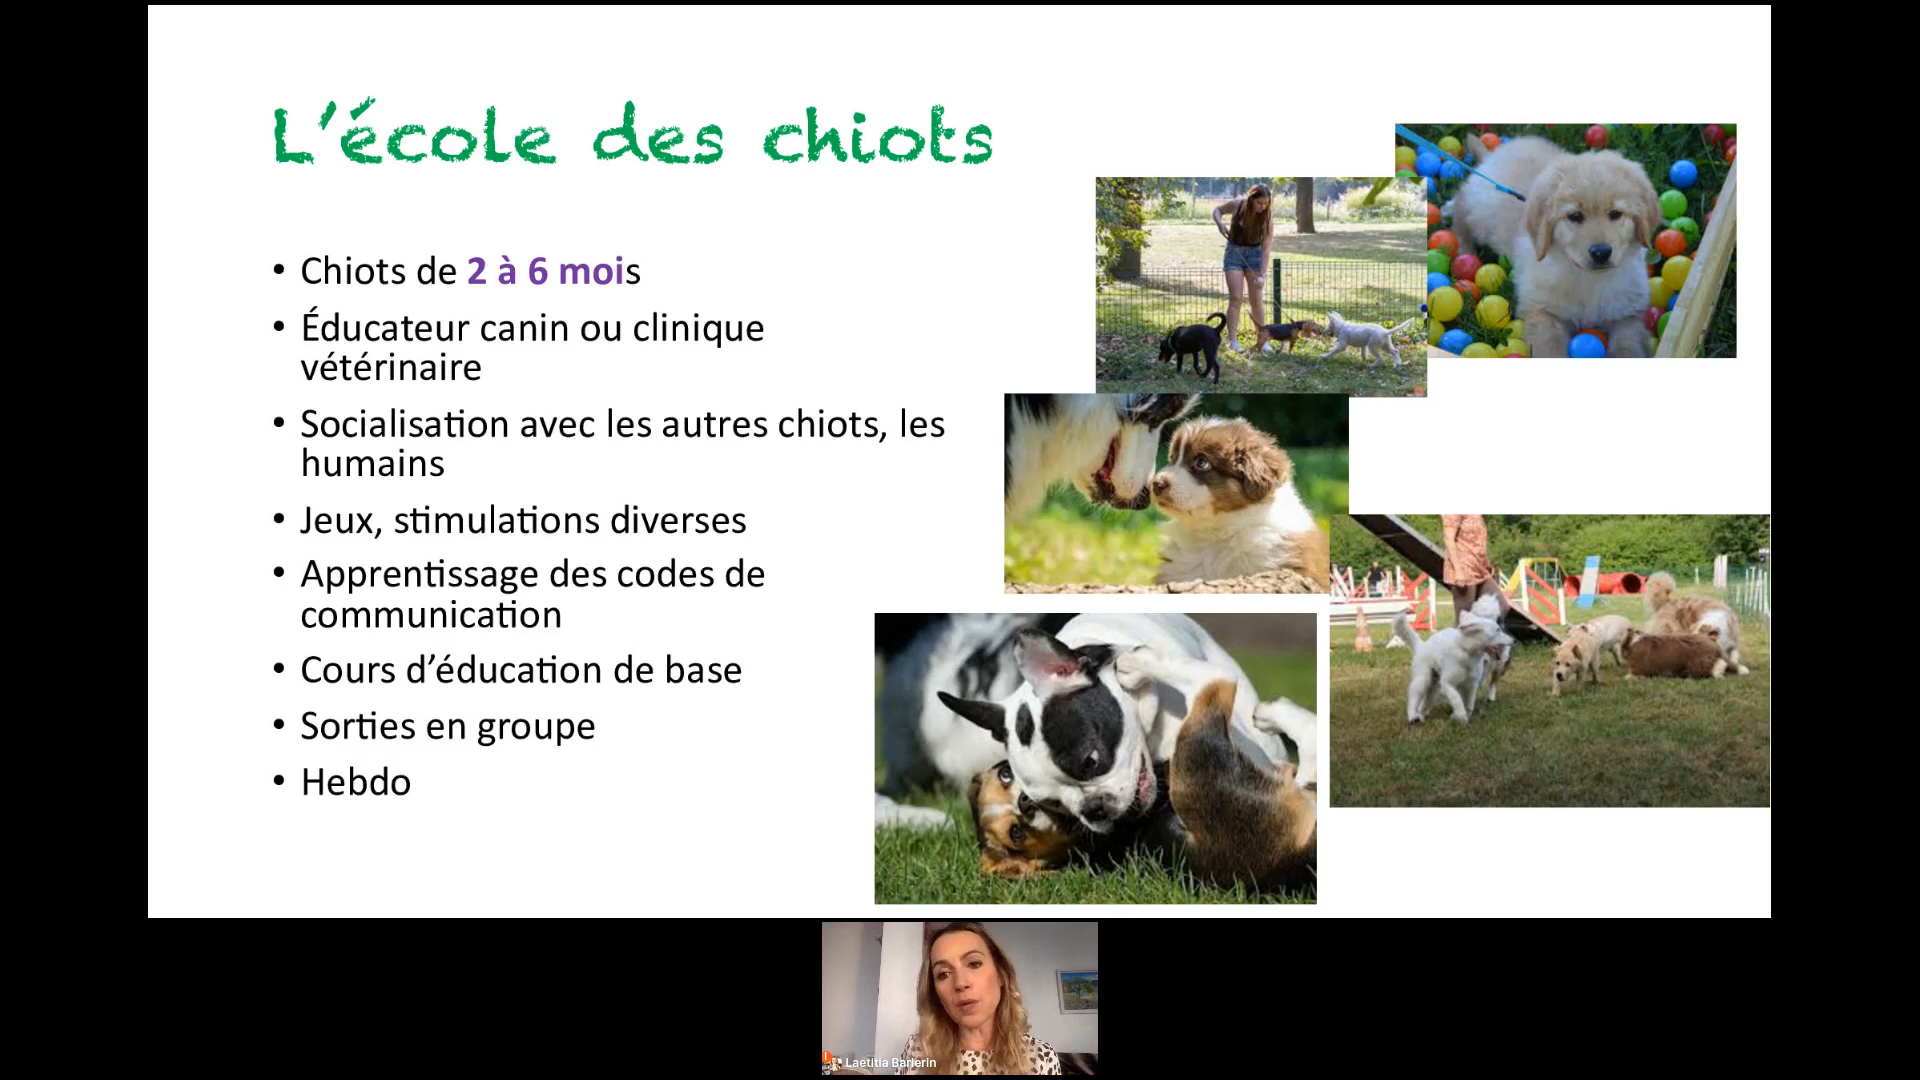 L'école des chiots
• Chiots de 2 à 6 mois
• Éducateur canin ou clinique
vétérinaire
• Socialisation avec les autres chiots, les
humains
• Jeux, stimulations diverses
• Apprentissage des codes de
communication
• Cours d’éducation de base
• Sorties en groupe
• Hebdo
Laetitia Barlerin